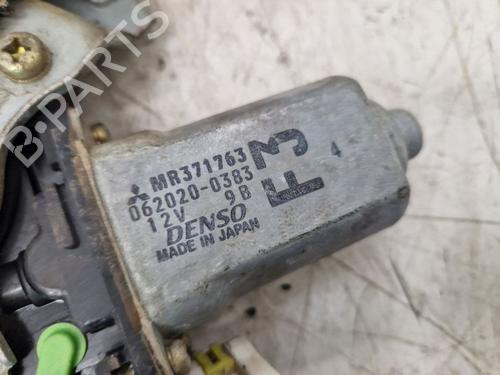 B-PARTS
MR371763
062020-0383
12V 9B
DENSO
MADE IN JAPAN
F3
4